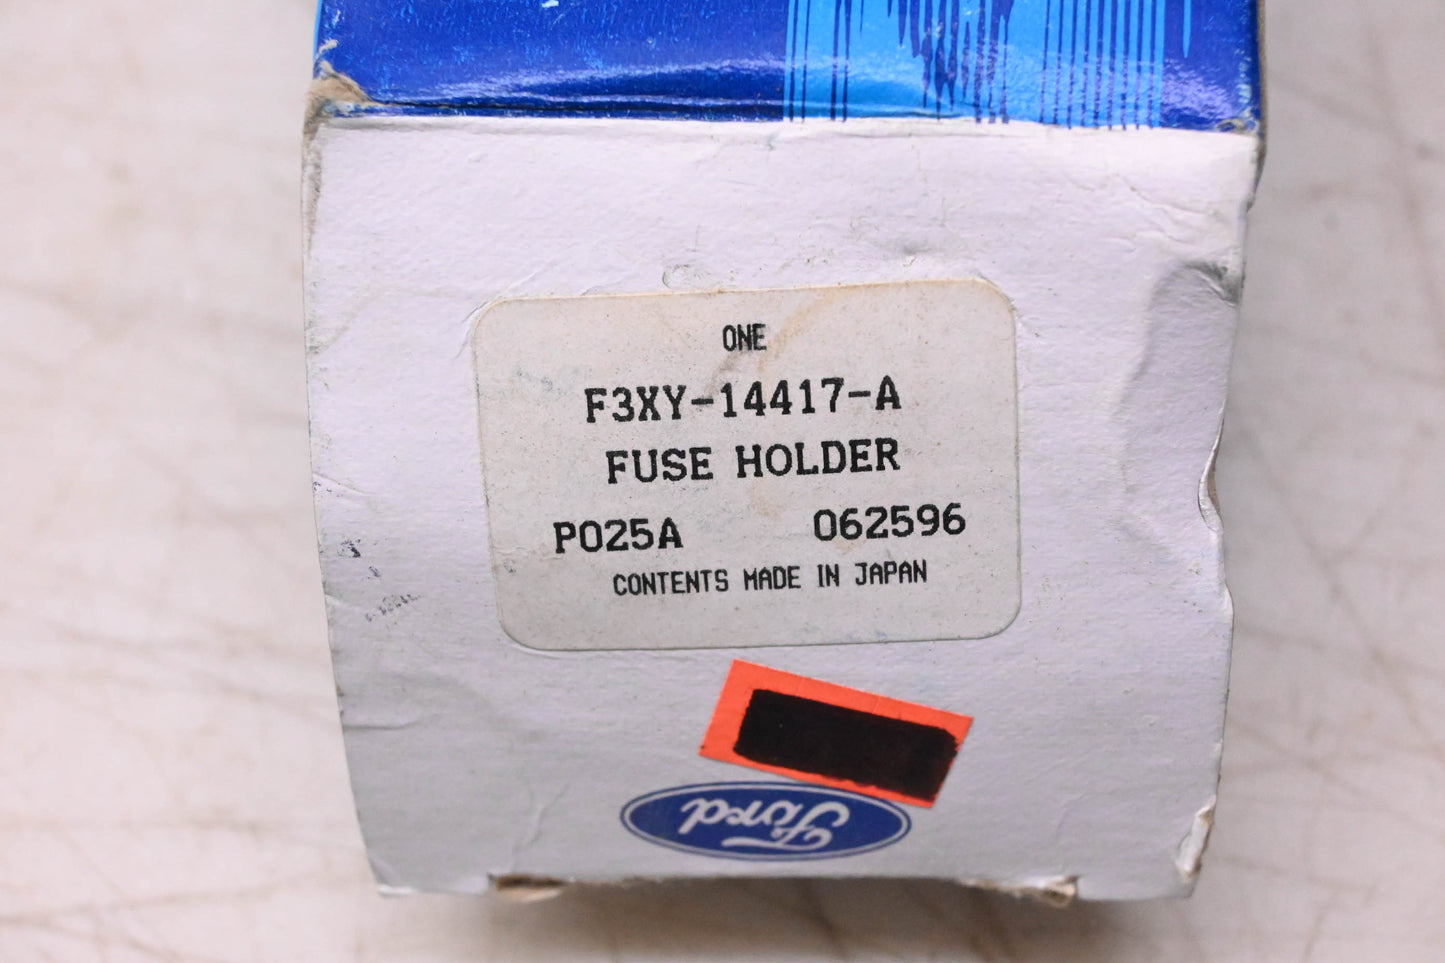 ONE
F3XY-14417-A
FUSE HOLDER
P025A 062596
CONTENTS MADE IN JAPAN
Ford